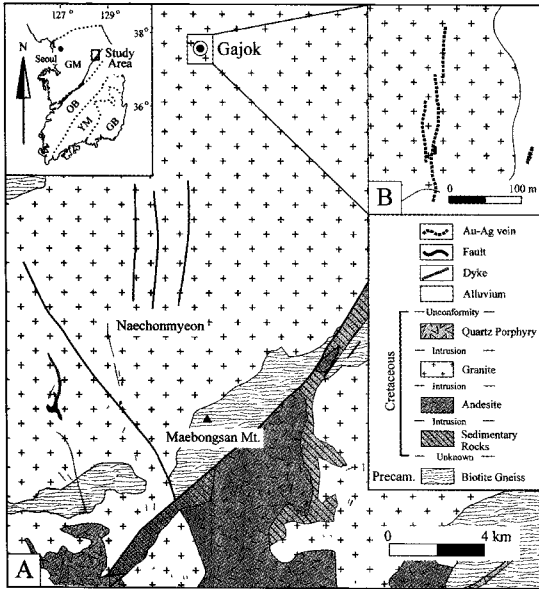 127° 129°
N
38°
Seoul
GM
Study
Area
36°
OB
YM
GB
Gajok
B
0 100 m
Au-Ag vein
Fault
Dyke
Alluvium
Unconformity
Quartz Porphyry
Intrusion
Granite
Intrusion
Andesite
Intrusion
Sedimentary
Rocks
Unknown
Cretaceous
Precam.
Biotite Gneiss
Naechonmyeon
Maebongsan Mt.
0 4 km
A